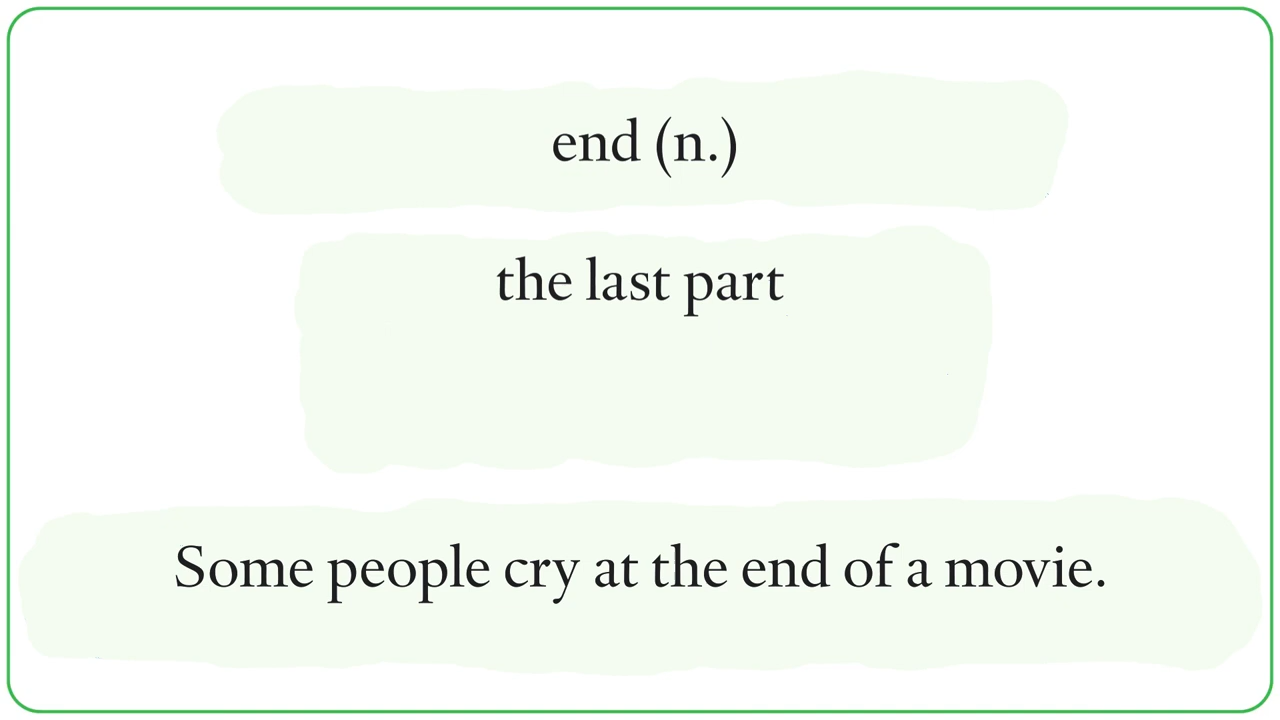 end (n.)
the last part
Some people cry at the end of a movie.